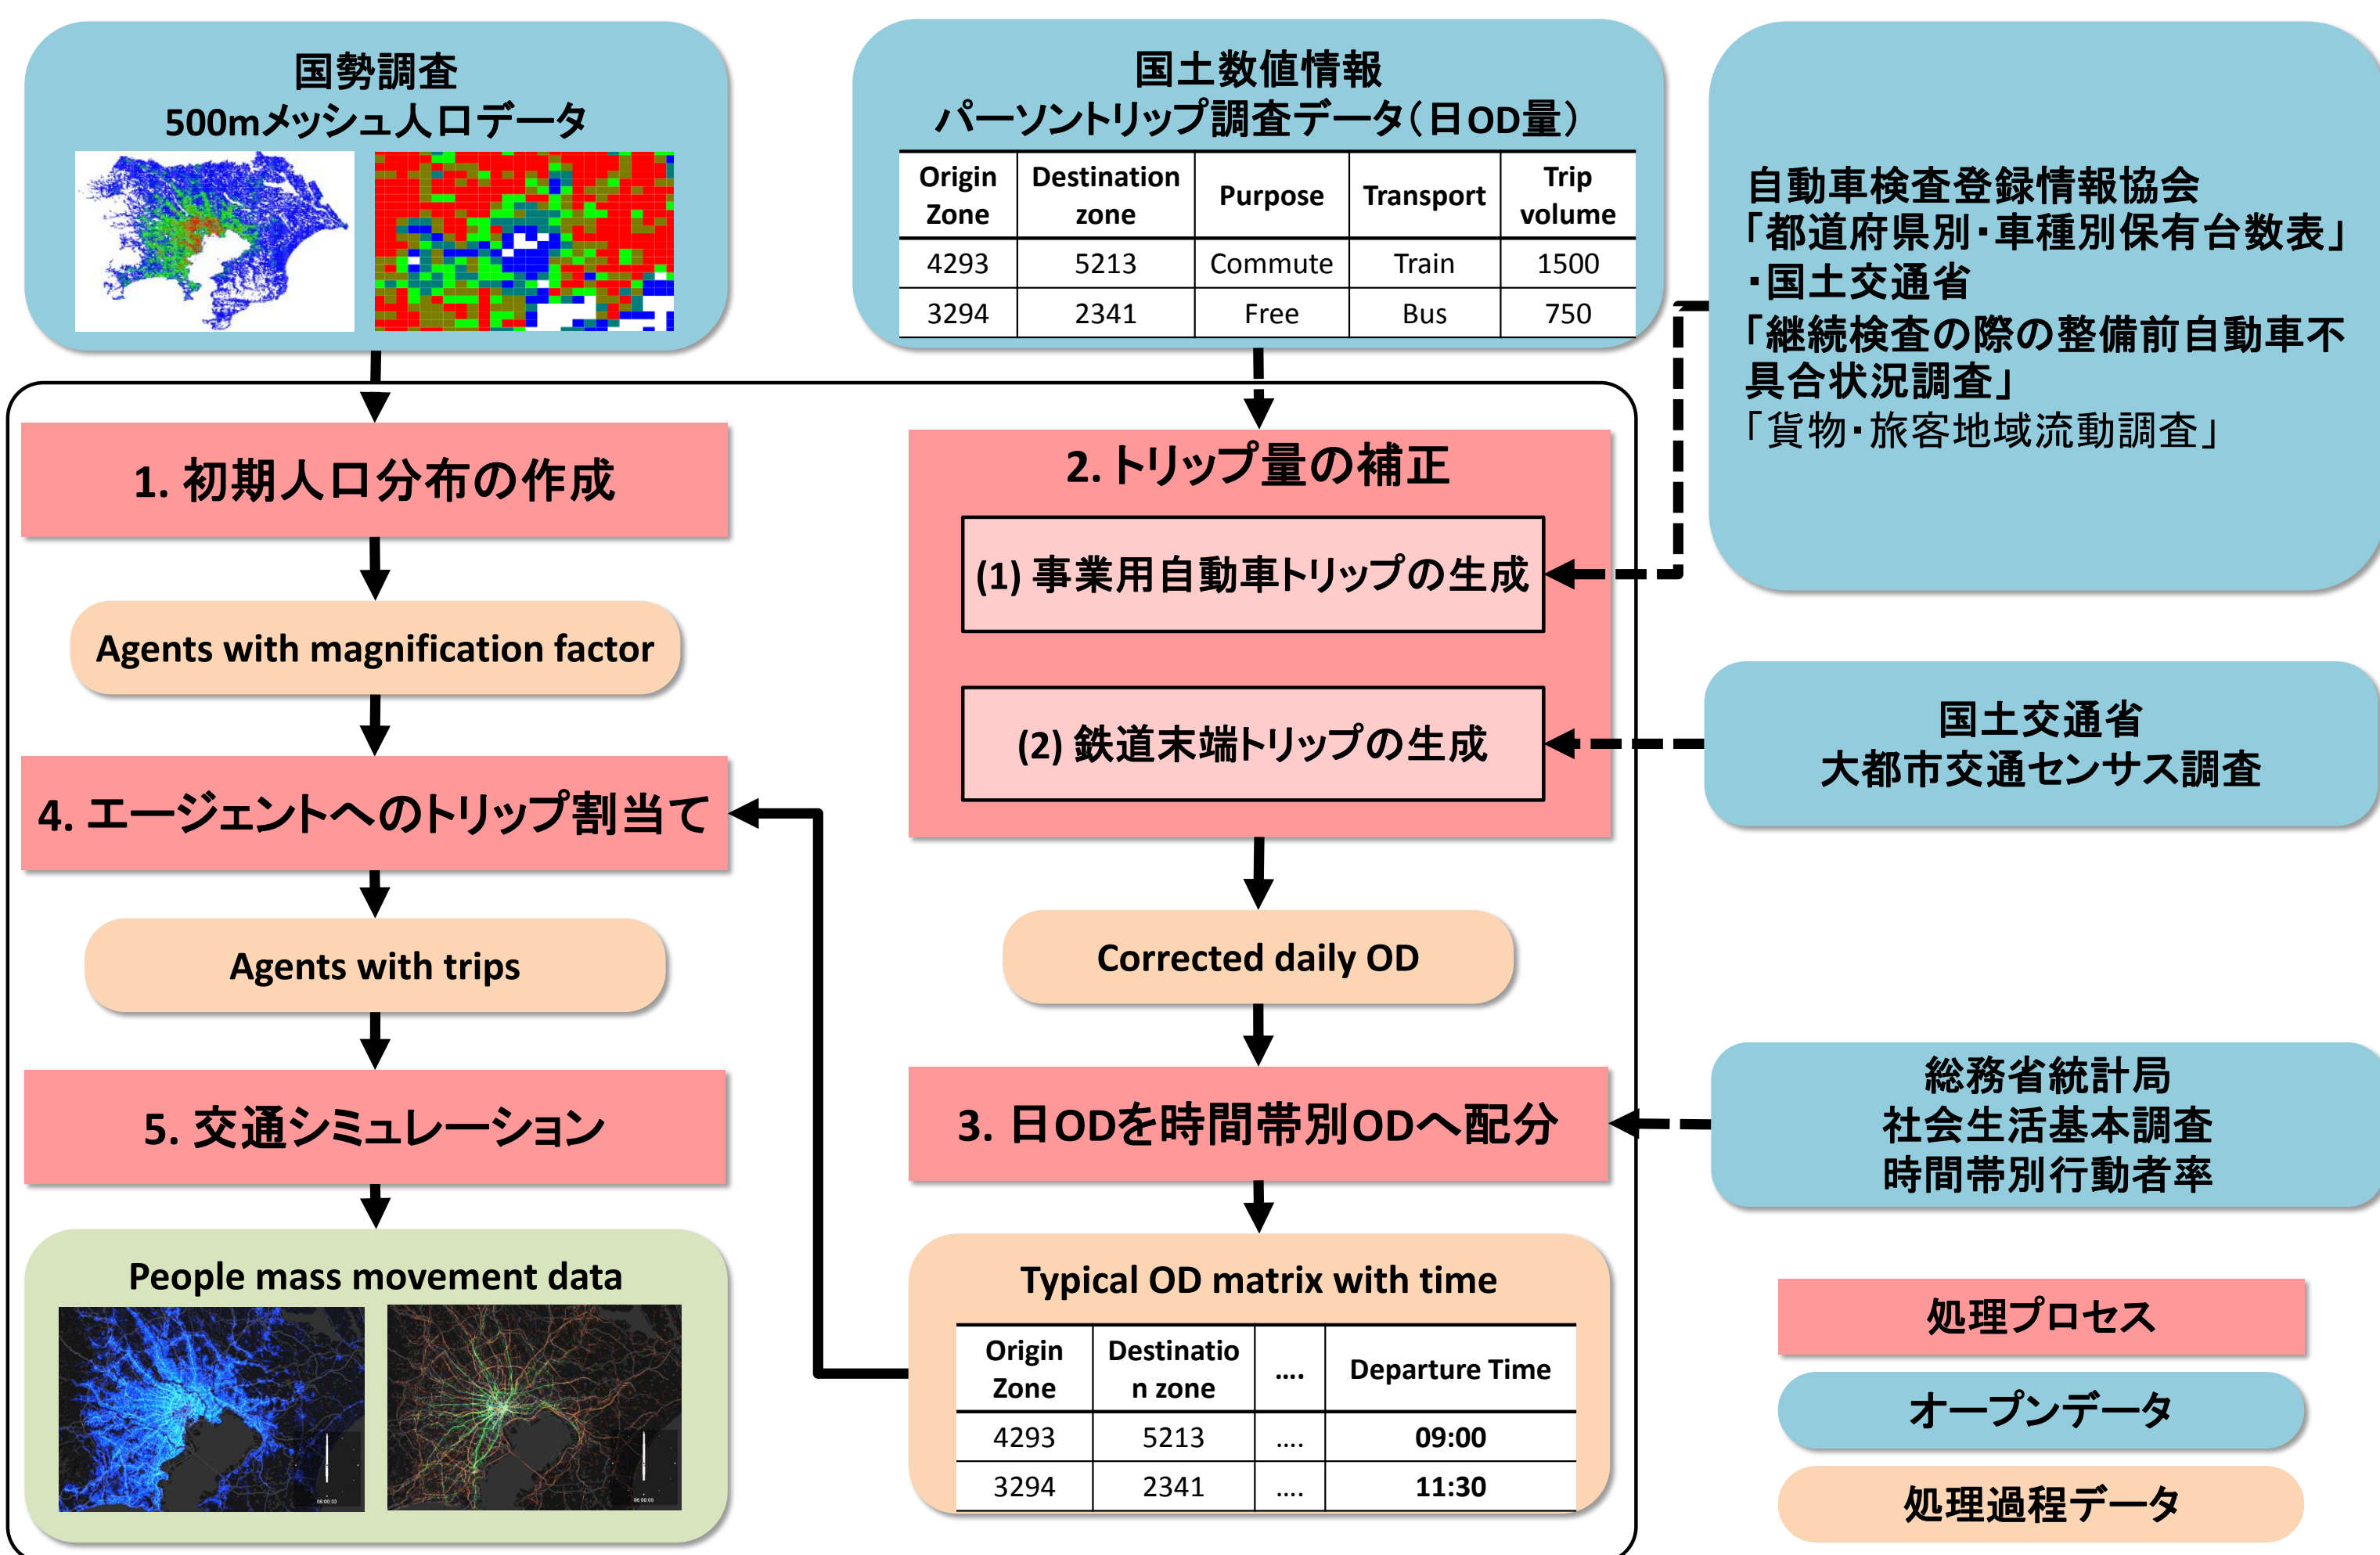 国勢調査
500mメッシュ人口データ
国土数値情報
パーソントリップ調査データ（日OD量）
Origin Zone Destination zone Purpose Transport Trip volume
4293 5213 Commute Train 1500
3294 2341 Free Bus 750
自動車検査登録情報協会
「都道府県別・車種別保有台数表」
・国土交通省
「継続検査の際の整備前自動車不
具合状況調査」
「貨物・旅客地域流動調査」
1. 初期人口分布の作成
Agents with magnification factor
4. エージェントへのトリップ割当て
Agents with trips
5. 交通シミュレーション
People mass movement data
06:00:00
06:00:00
2. トリップ量の補正
(1) 事業用自動車トリップの生成
(2) 鉄道末端トリップの生成
Corrected daily OD
3. 日ODを時間帯別ODへ配分
Typical OD matrix with time
Origin Zone Destinatio n zone .... Departure Time
4293 5213 .... 09:00
3294 2341 .... 11:30
国土交通省
大都市交通センサス調査
総務省統計局
社会生活基本調査
時間帯別行動者率
処理プロセス
オープンデータ
処理過程データ